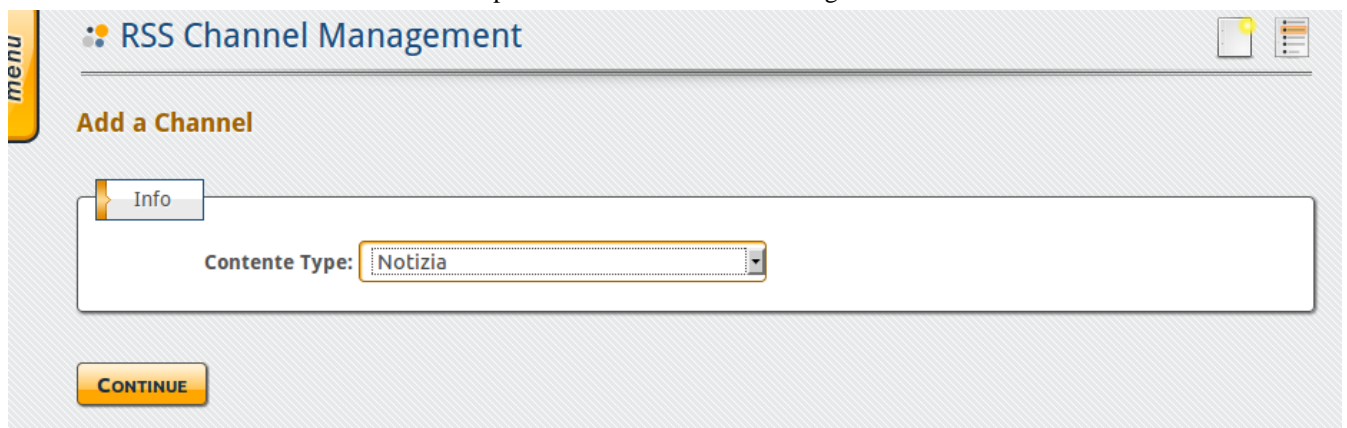 menu
RSS Channel Management
Add a Channel
Info
Contente Type: Notizia
CONTINUE